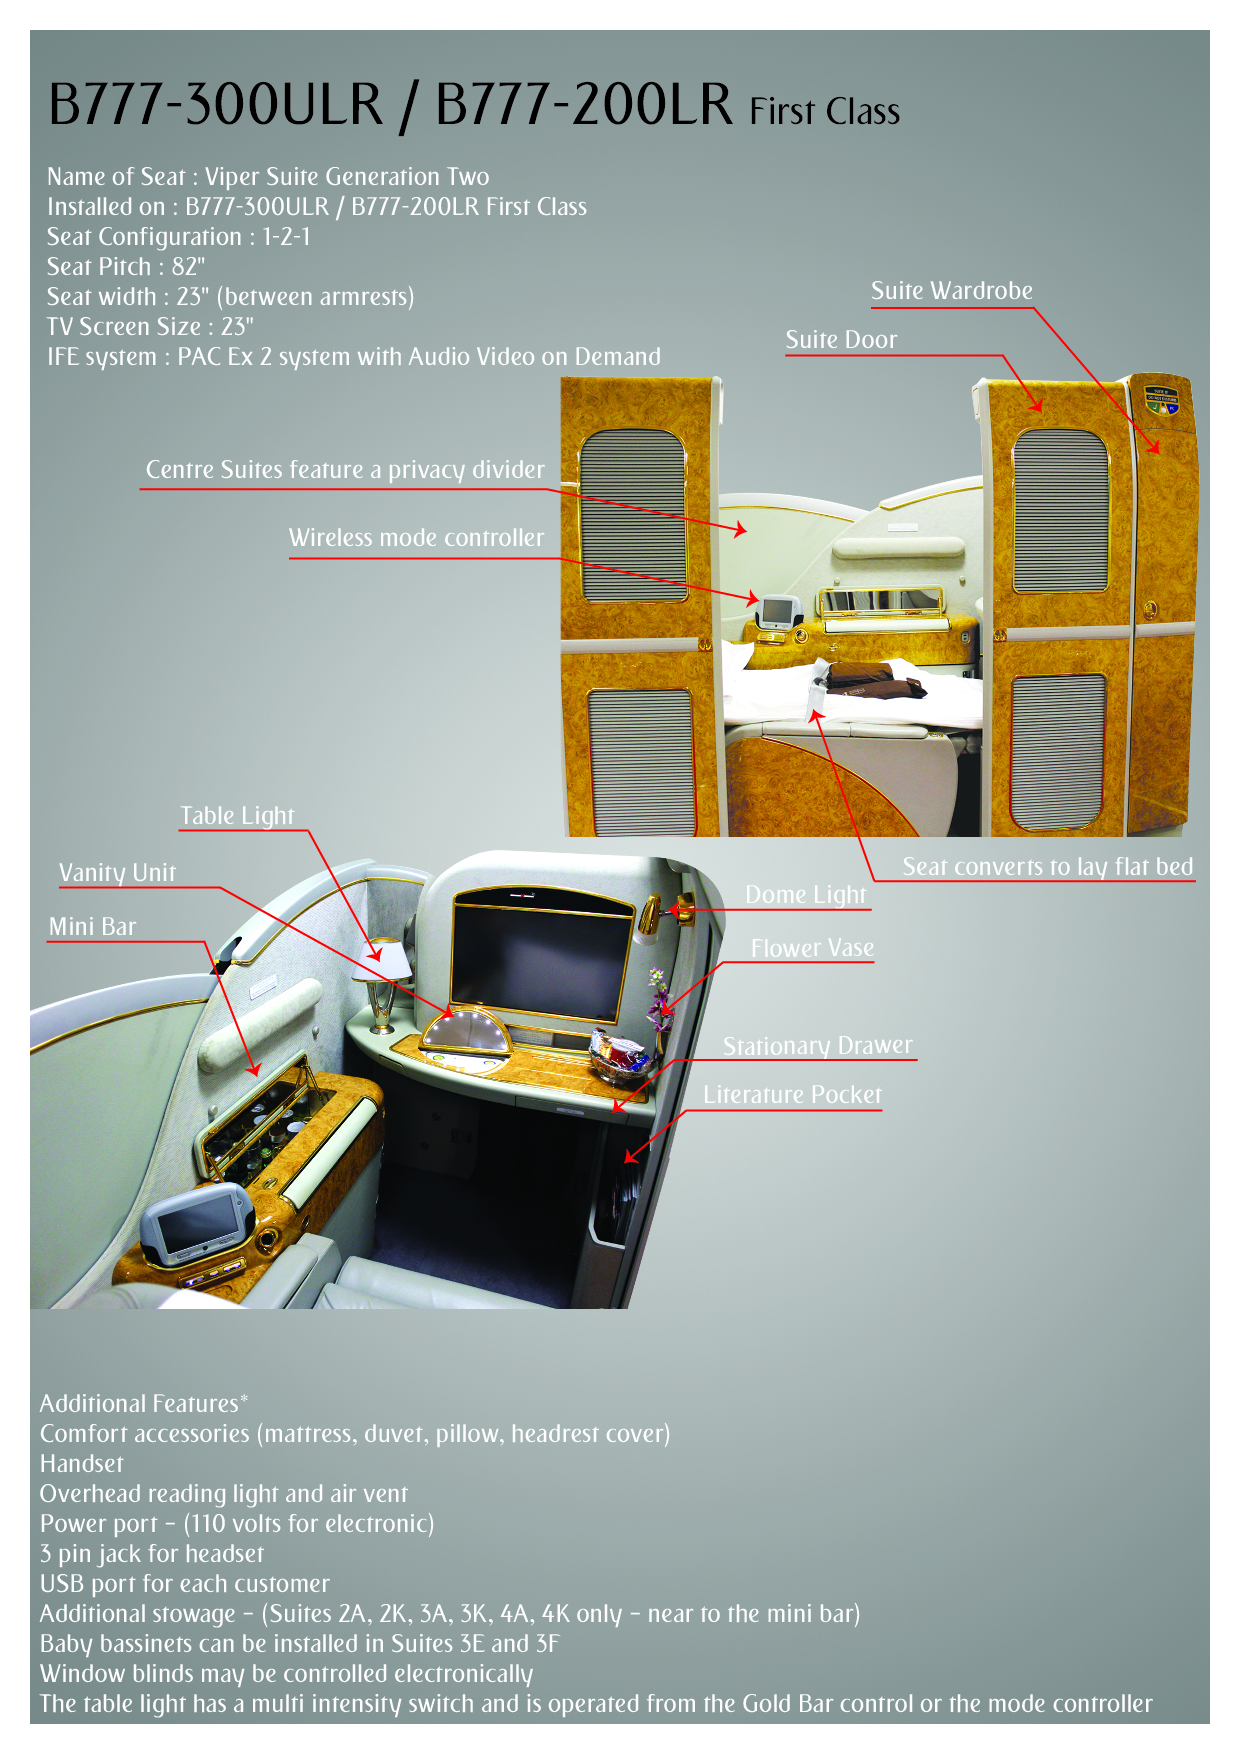 B777-300ULR / B777-200LR First Class
Name of Seat : Viper Suite Generation Two
Installed on : B777-300ULR / B777-200LR First Class
Seat Configuration : 1-2-1
Seat Pitch : 82"
Seat width : 23" (between armrests)
TV Screen Size : 23"
IFE system : PAC Ex 2 system with Audio Video on Demand
Suite Wardrobe
Suite Door
Centre Suites feature a privacy divider
Wireless mode controller
Table Light
Vanity Unit
Mini Bar
Seat converts to lay flat bed
Dome Light
Flower Vase
Stationary Drawer
Literature Pocket
Additional Features*
Comfort accessories (mattress, duvet, pillow, headrest cover)
Handset
Overhead reading light and air vent
Power port – (110 volts for electronic)
3 pin jack for headset
USB port for each customer
Additional stowage – (Suites 2A, 2K, 3A, 3K, 4A, 4K only – near to the mini bar)
Baby bassinets can be installed in Suites 3E and 3F
Window blinds may be controlled electronically
The table light has a multi intensity switch and is operated from the Gold Bar control or the mode controller